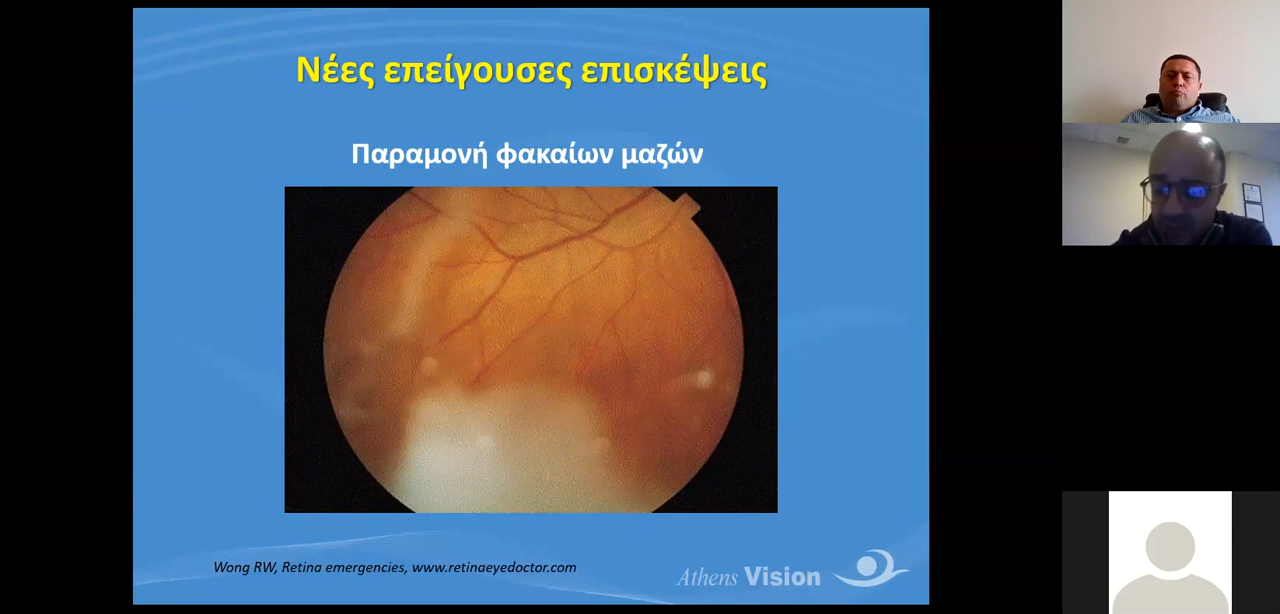 Νέες επείγουσες επισκέψεις
Παραμονή φακαίων μαζών
Wong RW, Retina emergencies, www.retinaeyedoctor.com
Athens Vision